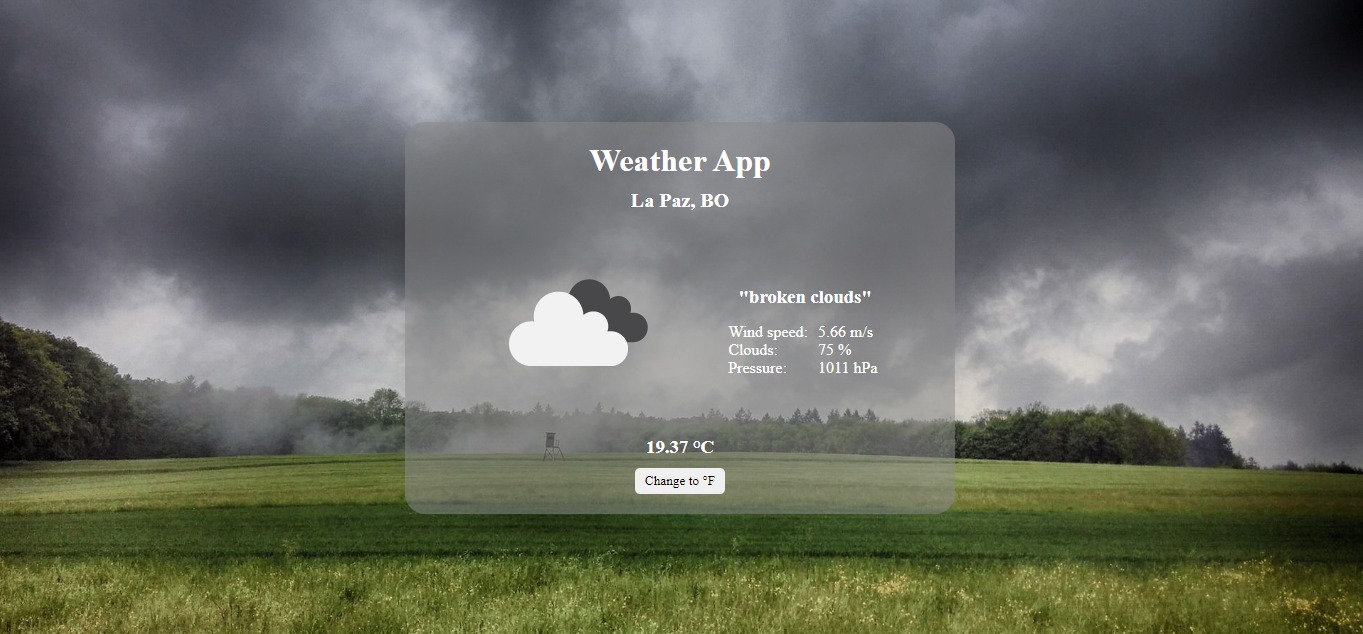 Weather App
La Paz, BO
"broken clouds"
Wind speed: 5.66 m/s
Clouds: 75 %
Pressure: 1011 hPa
19.37 °C
Change to °F